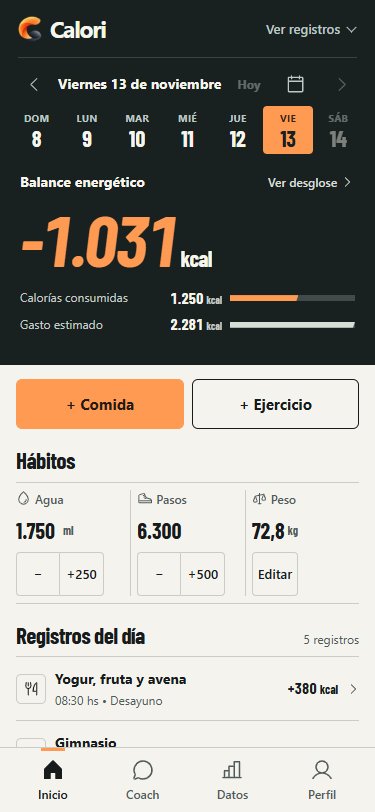 Calori
Ver registros
Viernes 13 de noviembre Hoy
DOM LUN MAR MIÉ JUE VIE SÁB
8 9 10 11 12 13 14
Balance energético
Ver desglose
-1.031 kcal
Calorías consumidas 1.250 kcal
Gasto estimado 2.281 kcal
+ Comida
+ Ejercicio
Hábitos
Agua Pasos Peso
1.750 ml 6.300 72,8 kg
− +250 − +500 Editar
Registros del día
5 registros
Yogur, fruta y avena
+380 kcal
08:30 hs • Desayuno
Gimnasio
Inicio Coach Datos Perfil